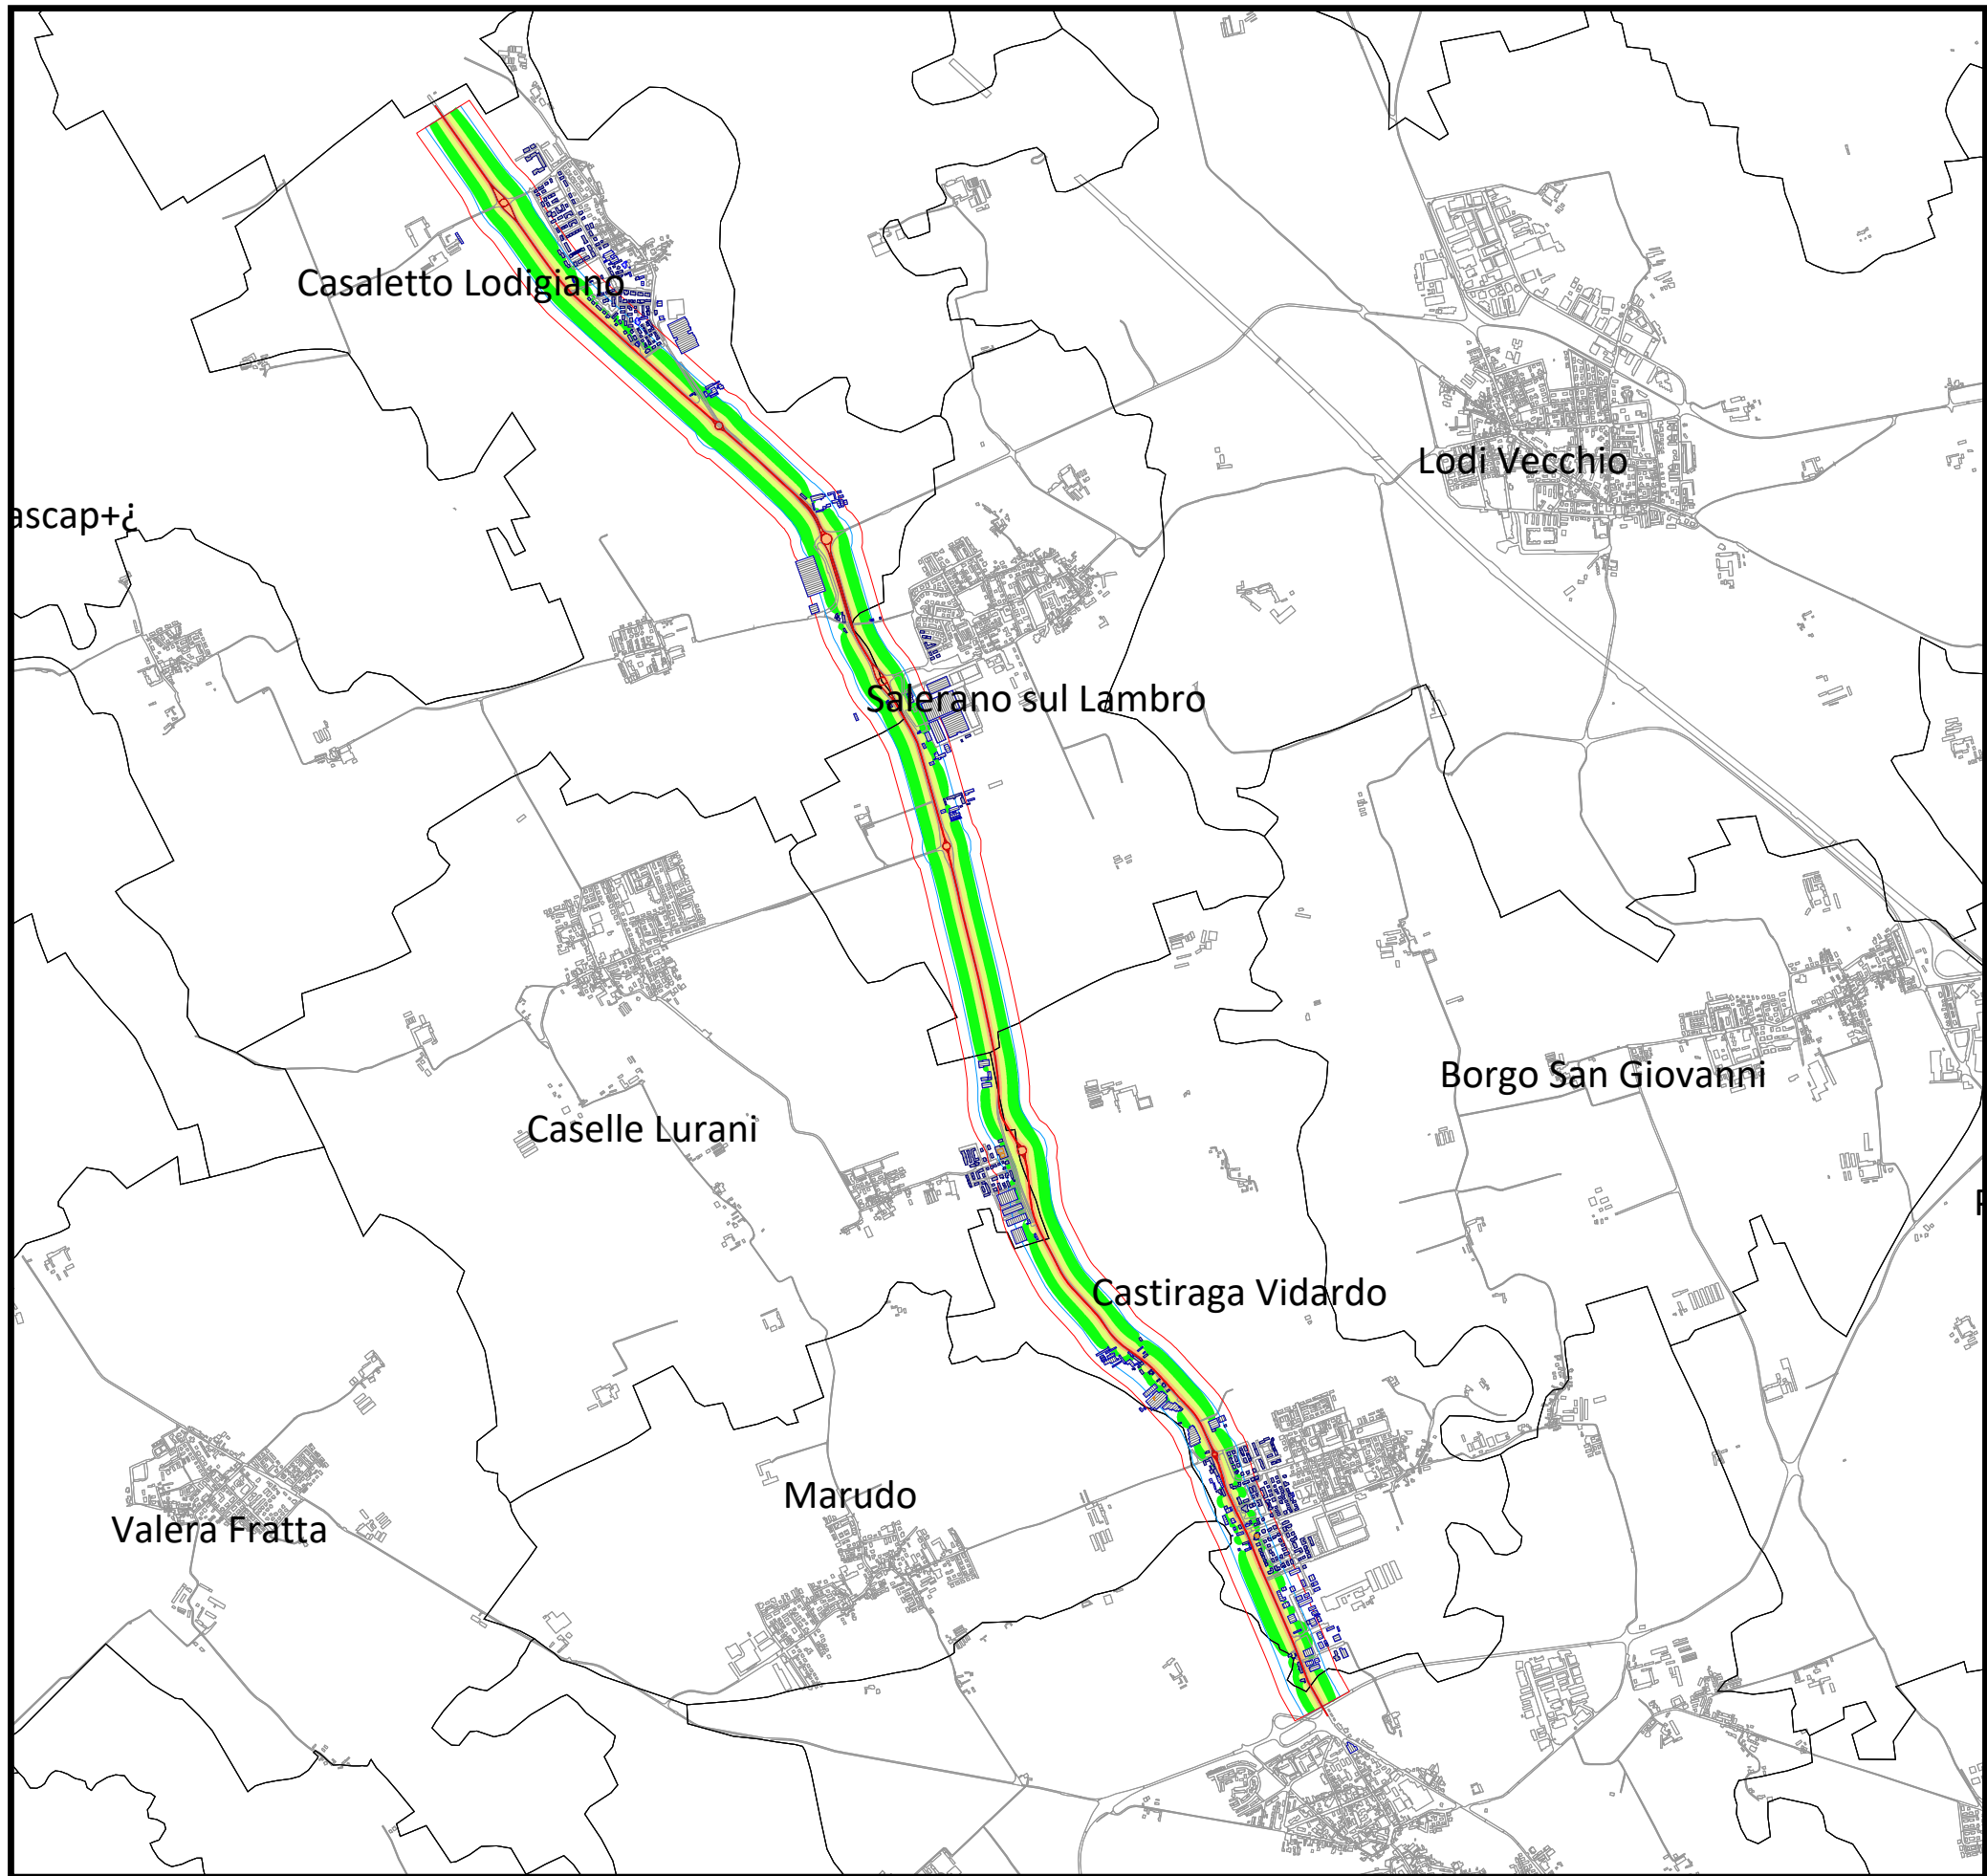 Casaletto Lodigiano
Lodi Vecchio
ascap+¿
Salerano sul Lambro
Borgo San Giovanni
Caselle Lurani
Castiraga Vidardo
Marudo
Valera Fratta